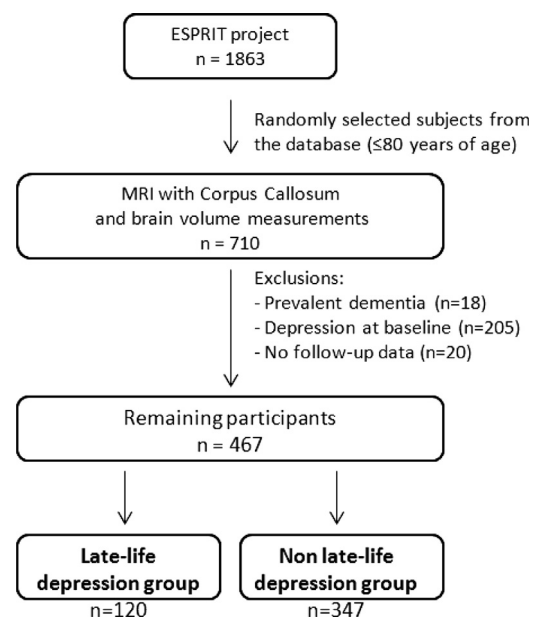 ESPRIT project
n = 1863
Randomly selected subjects from
the database (≤80 years of age)
MRI with Corpus Callosum
and brain volume measurements
n = 710
Exclusions:
- Prevalent dementia (n=18)
- Depression at baseline (n=205)
- No follow-up data (n=20)
Remaining participants
n = 467
Late-life
depression group
n=120
Non late-life
depression group
n=347